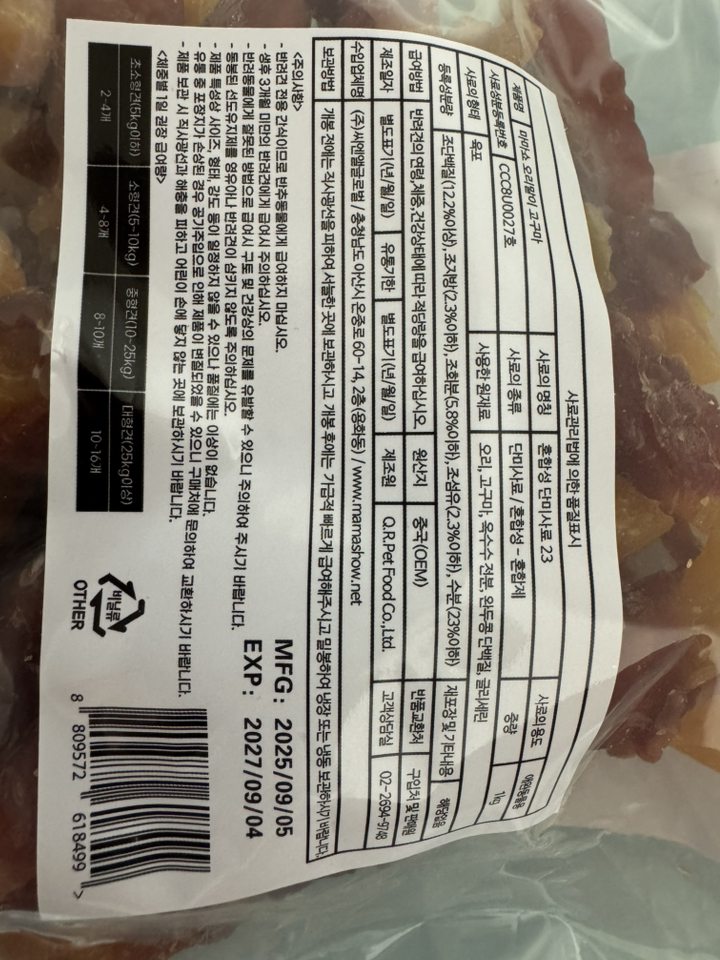 사료관리법에 의한 품질표시
제품명 마마쇼 오리말이 고구마 사료의 명칭 혼합성 단미사료 23 사료의 용도 애완동물용
사료성분등록번호 CCC8U0027호 사료의 종류 단미사료 / 혼합성 - 혼합제 중량 1kg
사료의형태 육포 사용한 원재료 오리, 고구마, 옥수수 전분, 완두콩 단백질, 글리세린
등록성분량 조단백질(12.2%이상), 조지방(2.3%이하), 조회분(5.8%이하), 조섬유(2.3%이하), 수분(23%이하) 재포장 및 기타내용 해당없음
급여방법 반려견의 연령,체중,건강상태에 따라 적당량을 급여하십시오. 원산지 중국(OEM) 반품교환처 구입처 및 판매원
제조일자 별도표기(년/월/일) 유통기한 별도표기(년/월/일) 제조원 Q.R.Pet Food Co.,Ltd. 고객상담실 02-2694-9748
수입업체명 (주)씨엔엘글로벌 / 충청남도 아산시 온중로 60-14, 2층(용화동) / www.mamashow.net
보관방법 개봉 전에는 직사광선을 피하여 서늘한 곳에 보관하시고 개봉 후에는 가급적 빠르게 급여해주시고 밀봉하여 냉장 또는 냉동 보관하시기 바랍니다.
<주의사항>
- 반려견 전용 간식이므로 반추동물에게 급여하지 마십시오.
- 생후 3개월 미만의 반려견에게 급여시 주의하십시오.
- 반려동물에게 잘못된 방법으로 급여시 구토 및 건강상의 문제를 유발할 수 있으니 주의하여 주시기 바랍니다.
- 동봉된 선도유지제를 영유아나 반려견이 삼키지 않도록 주의하십시오.
- 제품 특성상 사이즈, 형태, 강도 등이 일정하지 않을 수 있으나 품질에는 이상이 없습니다.
- 유통 중 포장지가 손상된 경우 공기주입으로 인해 제품이 변질되었을 수 있으니 구매처에 문의하여 교환하시기 바랍니다.
- 제품 보관 시 직사광선과 해충을 피하고 어린이 손에 닿지 않는 곳에 보관하시기 바랍니다.
<체중별 1일 권장 급여량>
초소형견(5kg이하) 소형견(5~10kg) 중형견(10~25kg) 대형견(25kg이상)
2-4개 4-8개 8-10개 10-16개
MFG : 2025/09/05
EXP : 2027/09/04
비닐류
OTHER
8 809572 618499 >